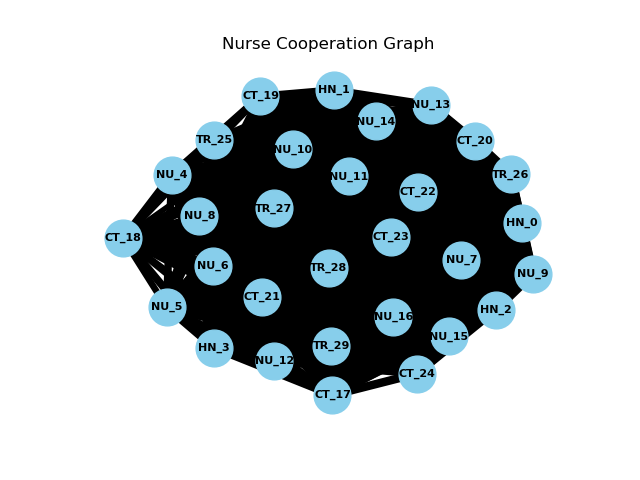 Nurse Cooperation Graph
HN_1
CT_19
NU_13
NU_14
TR_25
CT_20
NU_10
NU_4
NU_11
TR_26
CT_22
TR_27
NU_8
HN_0
CT_18
CT_23
NU_7
NU_6
TR_28
NU_9
CT_21
NU_5
HN_2
NU_16
NU_15
HN_3
TR_29
NU_12
CT_24
CT_17